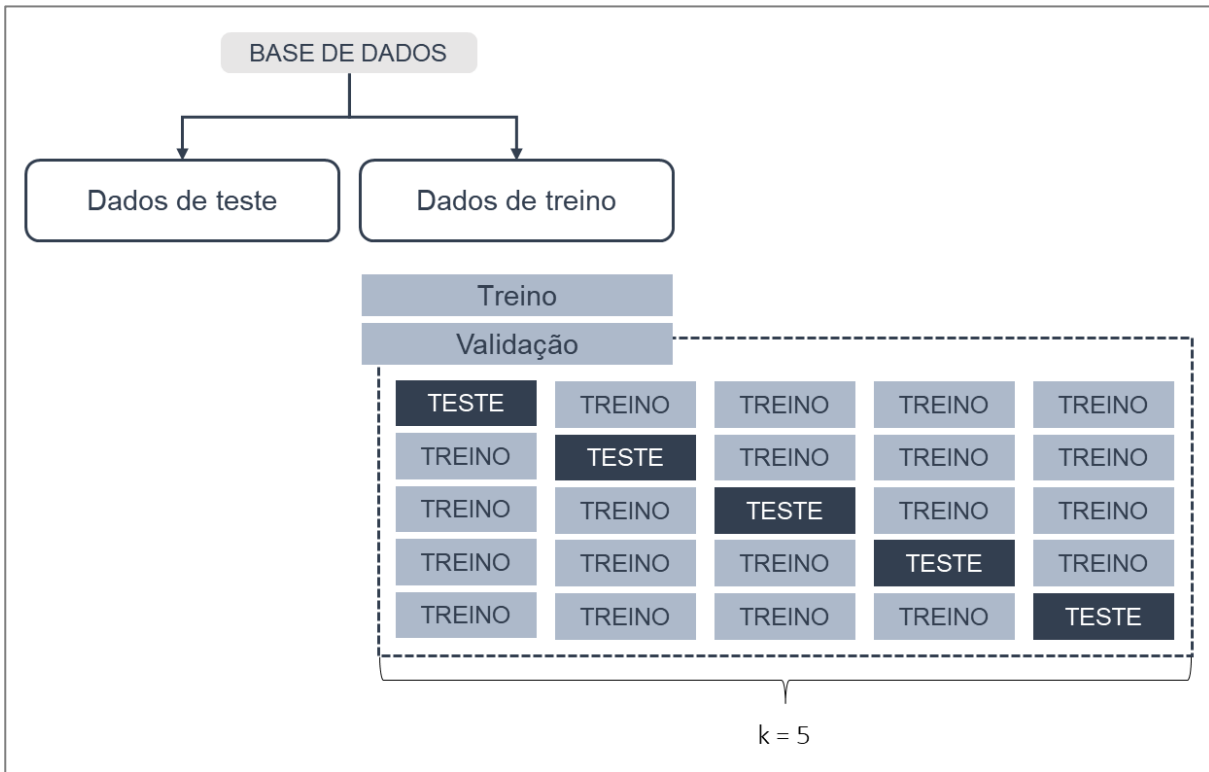 BASE DE DADOS
Dados de teste
Dados de treino
Treino
Validação
TESTE TREINO TREINO TREINO TREINO
TREINO TESTE TREINO TREINO TREINO
TREINO TREINO TESTE TREINO TREINO
TREINO TREINO TREINO TESTE TREINO
TREINO TREINO TREINO TREINO TESTE
k = 5